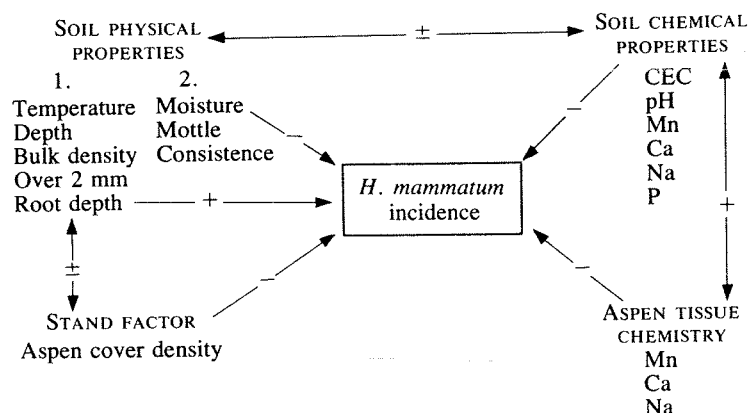 SOIL PHYSICAL
PROPERTIES
±
SOIL CHEMICAL
PROPERTIES
1.
Temperature
Depth
Bulk density
Over 2 mm
Root depth
2.
Moisture
Mottle
Consistence
−
+
−
CEC
pH
Mn
Ca
Na
P
H. mammatum
incidence
±
−
−
+
STAND FACTOR
Aspen cover density
ASPEN TISSUE
CHEMISTRY
Mn
Ca
Na